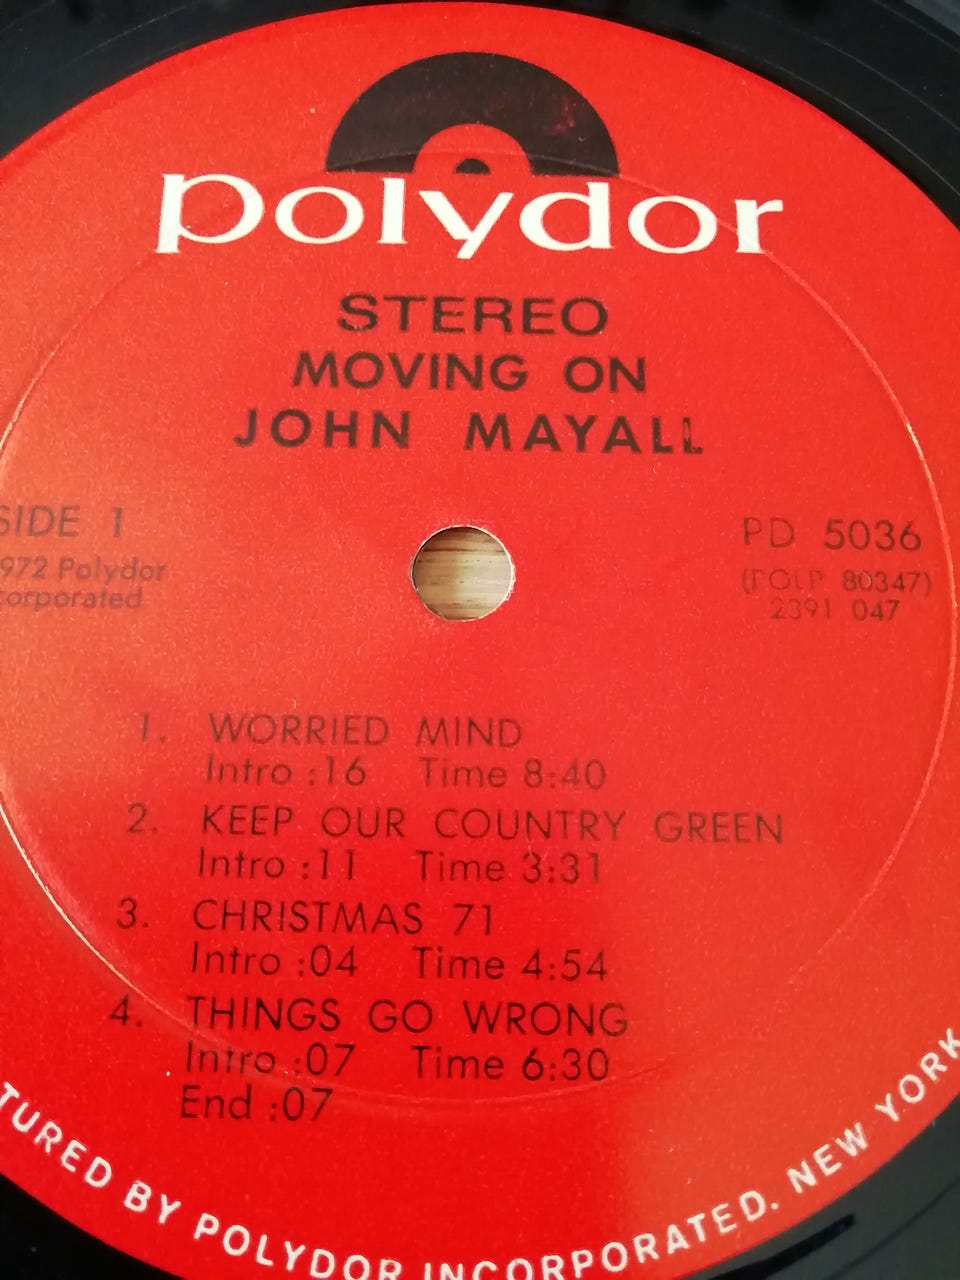 polydor
STEREO
MOVING ON
JOHN MAYALL
SIDE 1
PD 5036
972 Polydor
(POLP 80347)
corporated
2391 047
1. WORRIED MIND
Intro :16 Time 8:40
2. KEEP OUR COUNTRY GREEN
Intro :11 Time 3:31
3. CHRISTMAS 71
Intro :04 Time 4:54
4. THINGS GO WRONG
Intro :07 Time 6:30
End :07
TURED BY POLYDOR INCORPORATED. NEW YORK